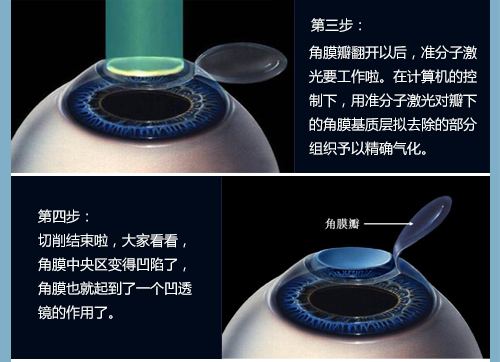 第三步：
角膜瓣翻开以后，准分子激
光要工作啦。在计算机的控
制下，用准分子激光对瓣下
的角膜基质层拟去除的部分
组织予以精确气化。
第四步：
切削结束啦，大家看看，
角膜中央区变得凹陷了，
角膜也就起到了一个凹透
镜的作用了。
角膜瓣